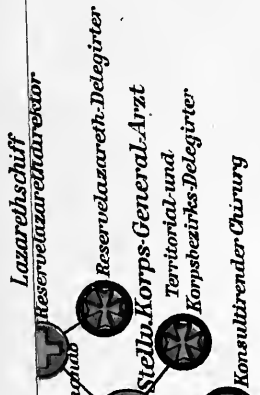 Lazarethschiff
Reservelazarethdirektor
Reservelazareth-Delegirter
Stellv. Korps-General-Arzt
Territorial-und
Korpsbezirks-Delegirter
Konsultirender Chirurg